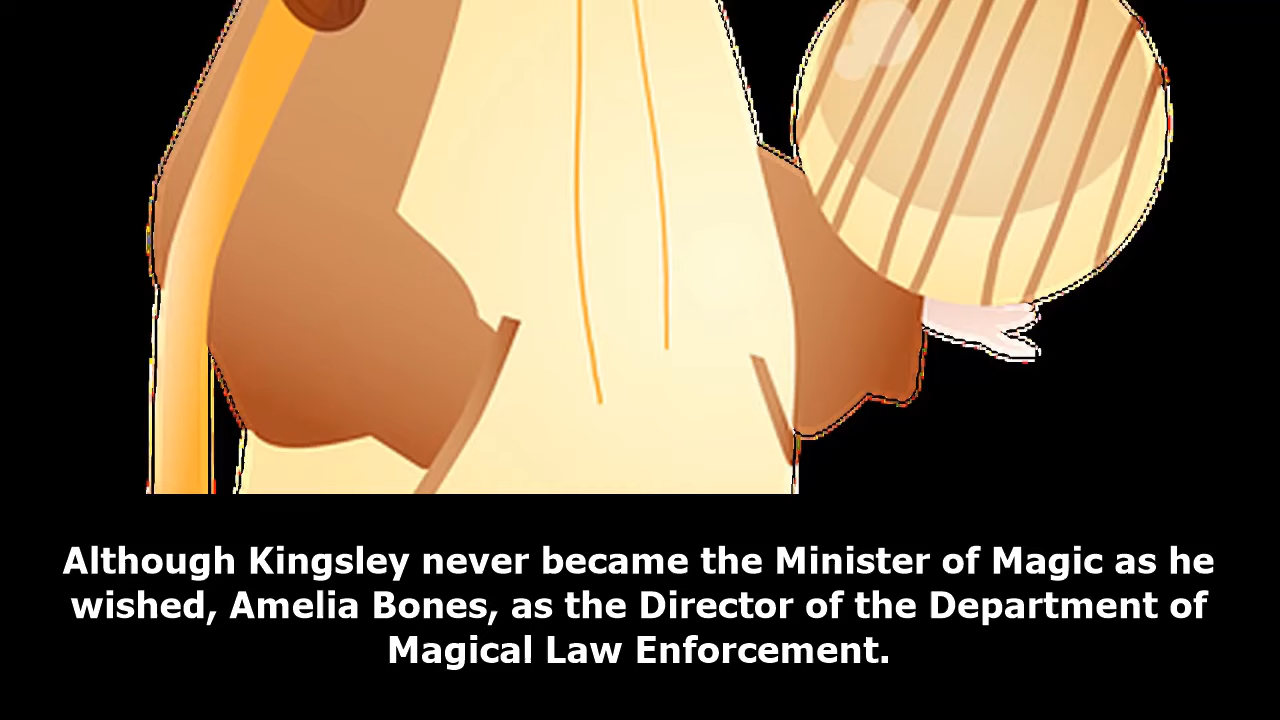 Although Kingsley never became the Minister of Magic as he
wished, Amelia Bones, as the Director of the Department of
Magical Law Enforcement.